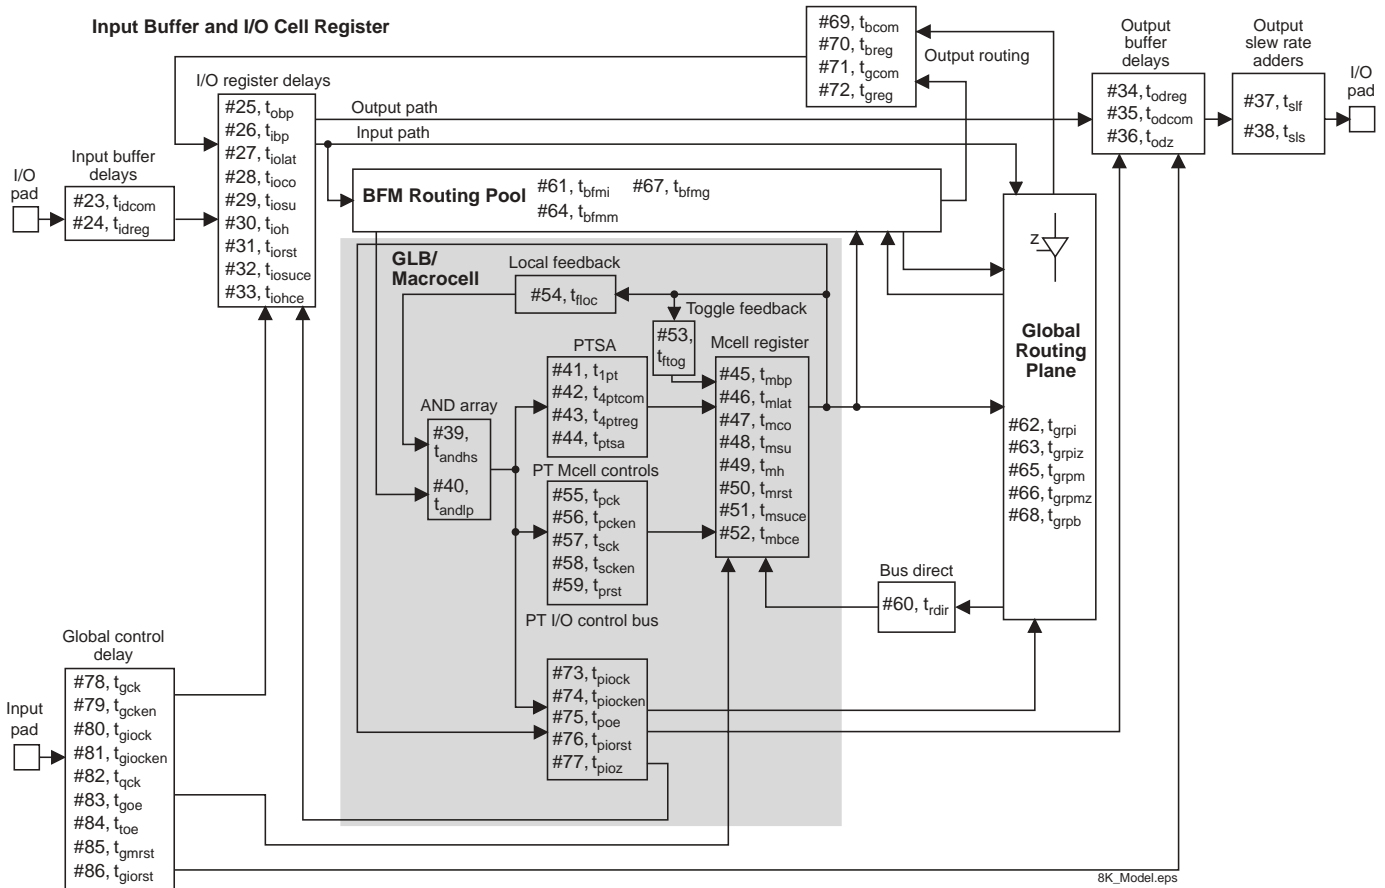 Input Buffer and I/O Cell Register
#69, tbcom
#70, tbreg
#71, tgcom
#72, tgreg
Output routing
Output
buffer
delays
#34, todreg
#35, todcom
#36, todz
Output
slew rate
adders
#37, tslf
#38, tsls
I/O
pad
I/O register delays
#25, tobp
#26, tibp
#27, tiolat
#28, tioco
#29, tiosu
#30, tioh
#31, tiorst
#32, tiosuce
#33, tiohce
Output path
Input path
I/O
pad
Input buffer
delays
#23, tidcom
#24, tidreg
BFM Routing Pool
#61, tbfmi
#67, tbfmg
#64, tbfmm
GLB/
Macrocell
Local feedback
#54, tfloc
Toggle feedback
#53,
tftog
z
Global
Routing
Plane
#62, tgrpi
#63, tgrpiz
#65, tgrpm
#66, tgrpmz
#68, tgrpb
PTSA
#41, t1pt
#42, t4ptcom
#43, t4ptreg
#44, tptsa
Mcell register
#45, tmbp
#46, tmlat
#47, tmco
#48, tmsu
#49, tmh
#50, tmrst
#51, tmsuce
#52, tmbce
AND array
#39,
tandhs
#40,
tandlp
PT Mcell controls
#55, tpck
#56, tpcken
#57, tsck
#58, tscken
#59, tprst
Bus direct
#60, trdir
PT I/O control bus
#73, tpiock
#74, tpiocken
#75, tpoe
#76, tpiorst
#77, tpioz
Global control
delay
Input
pad
#78, tgck
#79, tgcken
#80, tgiock
#81, tgiocken
#82, tqck
#83, tgoe
#84, ttoe
#85, tgmrst
#86, tgiorst
8K_Model.eps